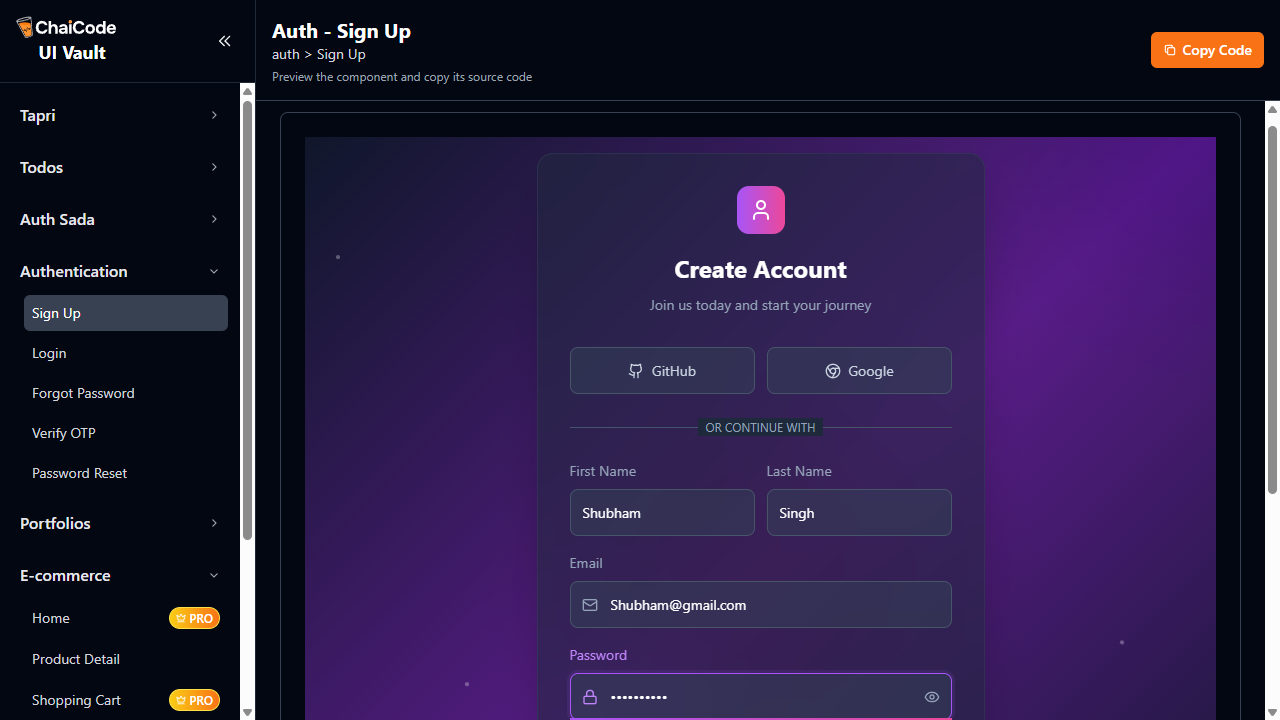 ChaiCode
UI Vault
Tapri
Todos
Auth Sada
Authentication
Sign Up
Login
Forgot Password
Verify OTP
Password Reset
Portfolios
E-commerce
Home
PRO
Product Detail
Shopping Cart
PRO
Auth - Sign Up
auth > Sign Up
Preview the component and copy its source code
Copy Code
Create Account
Join us today and start your journey
GitHub
Google
OR CONTINUE WITH
First Name
Last Name
Shubham
Singh
Email
Shubham@gmail.com
Password
••••••••••